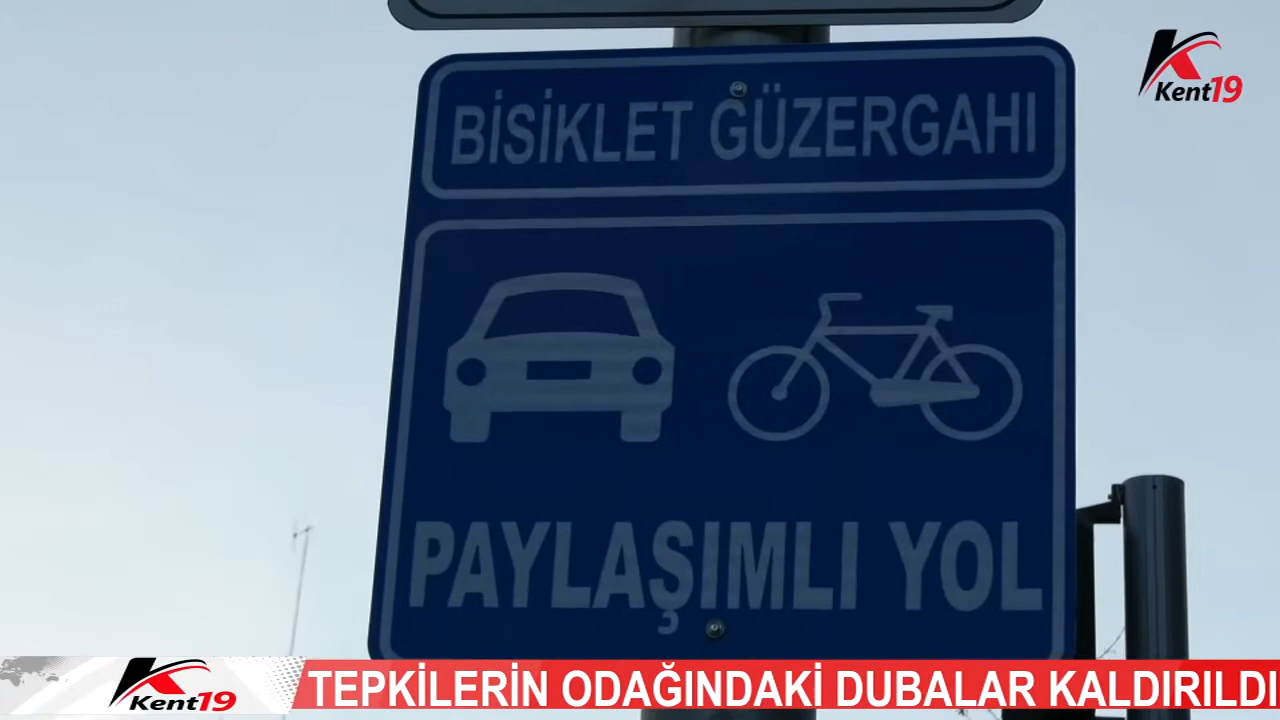 Kent19
BİSİKLET GÜZERGAHI
PAYLAŞIMLI YOL
Kent19
TEPKİLERİN ODAĞINDAKİ DUBALAR KALDIRILDI